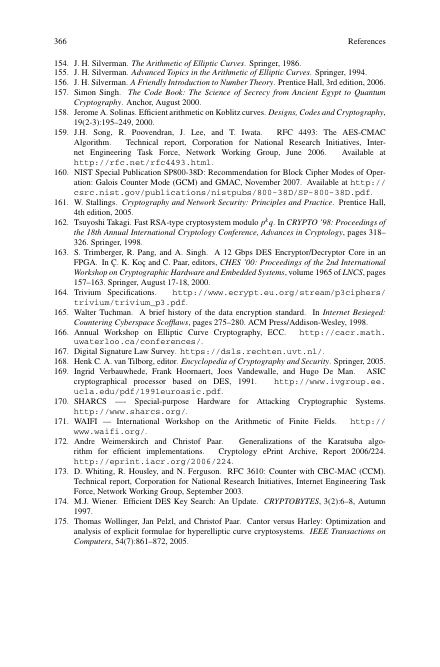 366 References
154. J. H. Silverman. The Arithmetic of Elliptic Curves. Springer, 1986.
155. J. H. Silverman. Advanced Topics in the Arithmetic of Elliptic Curves. Springer, 1994.
156. J. H. Silverman. A Friendly Introduction to Number Theory. Prentice Hall, 3rd edition, 2006.
157. Simon Singh. The Code Book: The Science of Secrecy from Ancient Egypt to Quantum
Cryptography. Anchor, August 2000.
158. Jerome A. Solinas. Efficient arithmetic on Koblitz curves. Designs, Codes and Cryptography,
19(2-3):195–249, 2000.
159. J.H. Song, R. Poovendran, J. Lee, and T. Iwata. RFC 4493: The AES-CMAC
Algorithm. Technical report, Corporation for National Research Initiatives, Inter-
net Engineering Task Force, Network Working Group, June 2006. Available at
http://rfc.net/rfc4493.html.
160. NIST Special Publication SP800-38D: Recommendation for Block Cipher Modes of Oper-
ation: Galois Counter Mode (GCM) and GMAC, November 2007. Available at http://
csrc.nist.gov/publications/nistpubs/800-38D/SP-800-38D.pdf.
161. W. Stallings. Cryptography and Network Security: Principles and Practice. Prentice Hall,
4th edition, 2005.
162. Tsuyoshi Takagi. Fast RSA-type cryptosystem modulo p^k q. In CRYPTO '98: Proceedings of
the 18th Annual International Cryptology Conference, Advances in Cryptology, pages 318–
326. Springer, 1998.
163. S. Trimberger, R. Pang, and A. Singh. A 12 Gbps DES Encryptor/Decryptor Core in an
FPGA. In Ç. K. Koç and C. Paar, editors, CHES '00: Proceedings of the 2nd International
Workshop on Cryptographic Hardware and Embedded Systems, volume 1965 of LNCS, pages
157–163. Springer, August 17-18, 2000.
164. Trivium Specifications. http://www.ecrypt.eu.org/stream/p3ciphers/
trivium/trivium_p3.pdf.
165. Walter Tuchman. A brief history of the data encryption standard. In Internet Besieged:
Countering Cyberspace Scofflaws, pages 275–280. ACM Press/Addison-Wesley, 1998.
166. Annual Workshop on Elliptic Curve Cryptography, ECC. http://cacr.math.
uwaterloo.ca/conferences/.
167. Digital Signature Law Survey. https://dsls.rechten.uvt.nl/.
168. Henk C. A. van Tilborg, editor. Encyclopedia of Cryptography and Security. Springer, 2005.
169. Ingrid Verbauwhede, Frank Hoornaert, Joos Vandewalle, and Hugo De Man. ASIC
cryptographical processor based on DES, 1991. http://www.ivgroup.ee.
ucla.edu/pdf/1991euroasic.pdf.
170. SHARCS —- Special-purpose Hardware for Attacking Cryptographic Systems.
http://www.sharcs.org/.
171. WAIFI — International Workshop on the Arithmetic of Finite Fields. http://
www.waifi.org/.
172. Andre Weimerskirch and Christof Paar. Generalizations of the Karatsuba algo-
rithm for efficient implementations. Cryptology ePrint Archive, Report 2006/224.
http://eprint.iacr.org/2006/224.
173. D. Whiting, R. Housley, and N. Ferguson. RFC 3610: Counter with CBC-MAC (CCM).
Technical report, Corporation for National Research Initiatives, Internet Engineering Task
Force, Network Working Group, September 2003.
174. M.J. Wiener. Efficient DES Key Search: An Update. CRYPTOBYTES, 3(2):6–8, Autumn
1997.
175. Thomas Wollinger, Jan Pelzl, and Christof Paar. Cantor versus Harley: Optimization and
analysis of explicit formulae for hyperelliptic curve cryptosystems. IEEE Transactions on
Computers, 54(7):861–872, 2005.